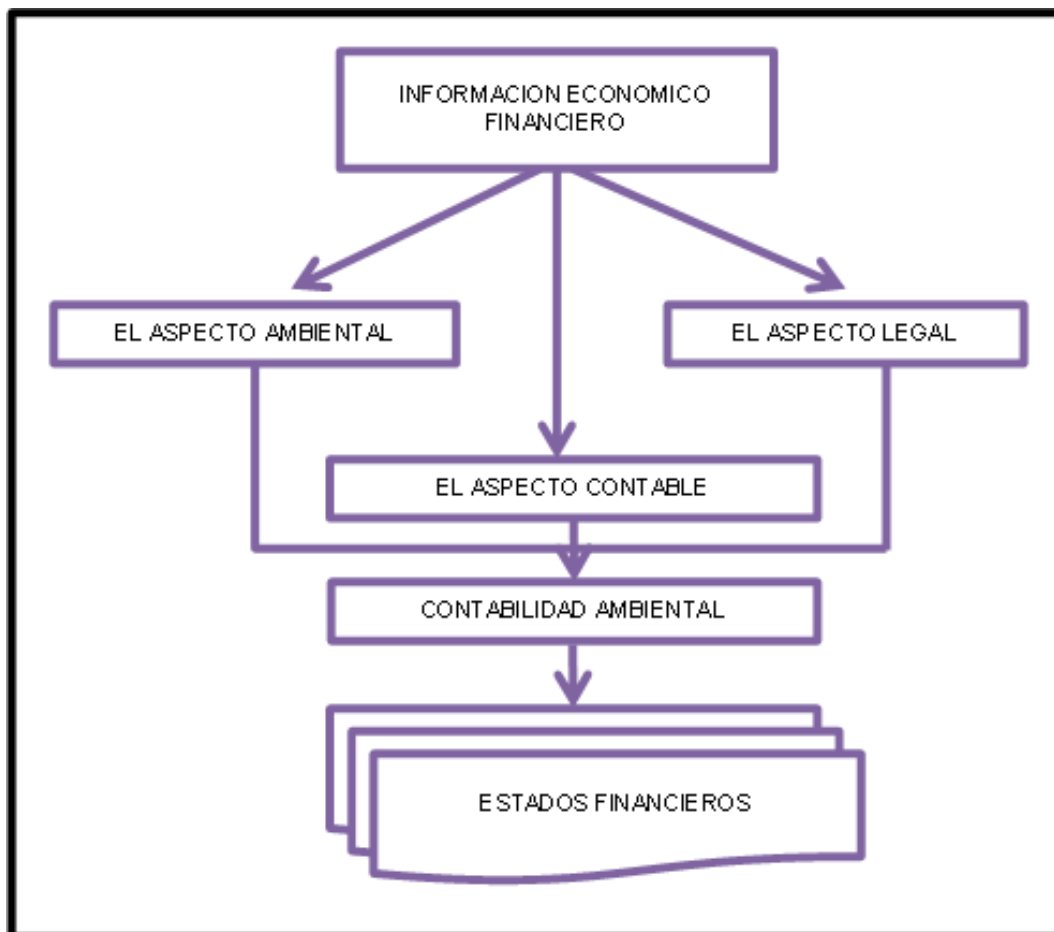 INFORMACION ECONOMICO
FINANCIERO
EL ASPECTO AMBIENTAL
EL ASPECTO LEGAL
EL ASPECTO CONTABLE
CONTABILIDAD AMBIENTAL
ESTADOS FINANCIEROS